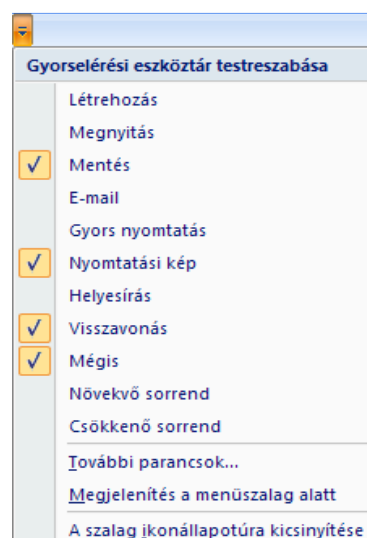 Gyorselérési eszköztár testreszabása
Létrehozás
Megnyitás
Mentés
E-mail
Gyors nyomtatás
Nyomtatási kép
Helyesírás
Visszavonás
Mégis
Növekvő sorrend
Csökkenő sorrend
További parancsok...
Megjelenítés a menüszalag alatt
A szalag ikonállapotúra kicsinyítése